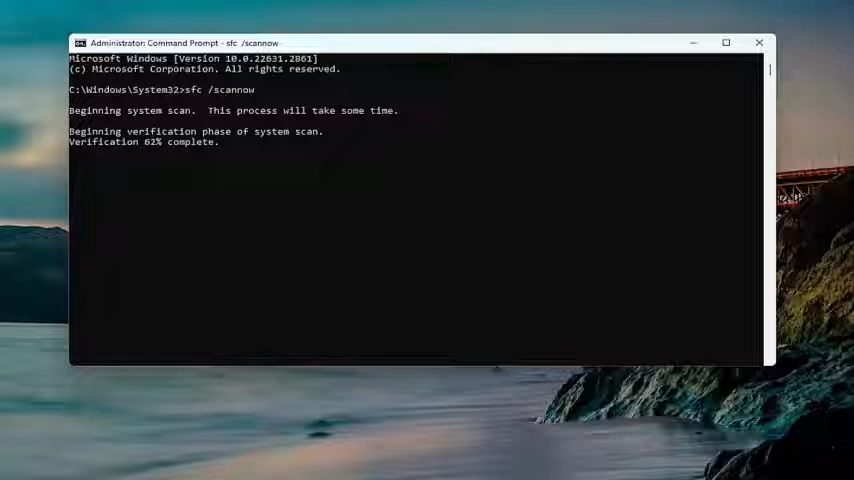 Administrator: Command Prompt - sfc /scannow
Microsoft Windows [Version 10.0.22631.2861]
(c) Microsoft Corporation. All rights reserved.
C:\Windows\System32>sfc /scannow
Beginning system scan.  This process will take some time.
Beginning verification phase of system scan.
Verification 62% complete.